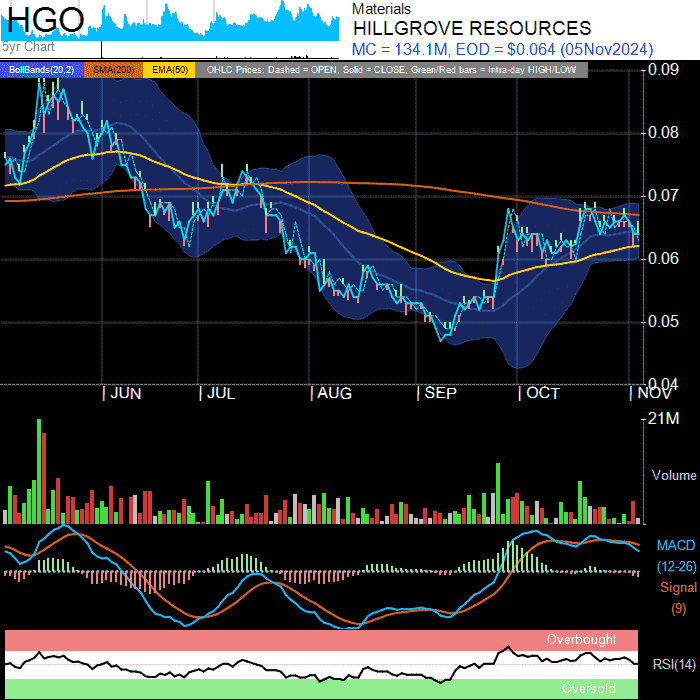 HGO
5yr Chart
Materials
HILLGROVE RESOURCES
MC = 134.1M, EOD = $0.064 (05Nov2024)
BollBands(20,2) SMA(200) EMA(50) OHLC Prices: Dashed = OPEN, Solid = CLOSE, Green/Red bars = Intra-day HIGH/LOW
0.09
0.08
0.07
0.06
0.05
0.04
JUN JUL AUG SEP OCT NOV
21M
Volume
MACD
(12-26)
Signal
(9)
Overbought
RSI(14)
Oversold